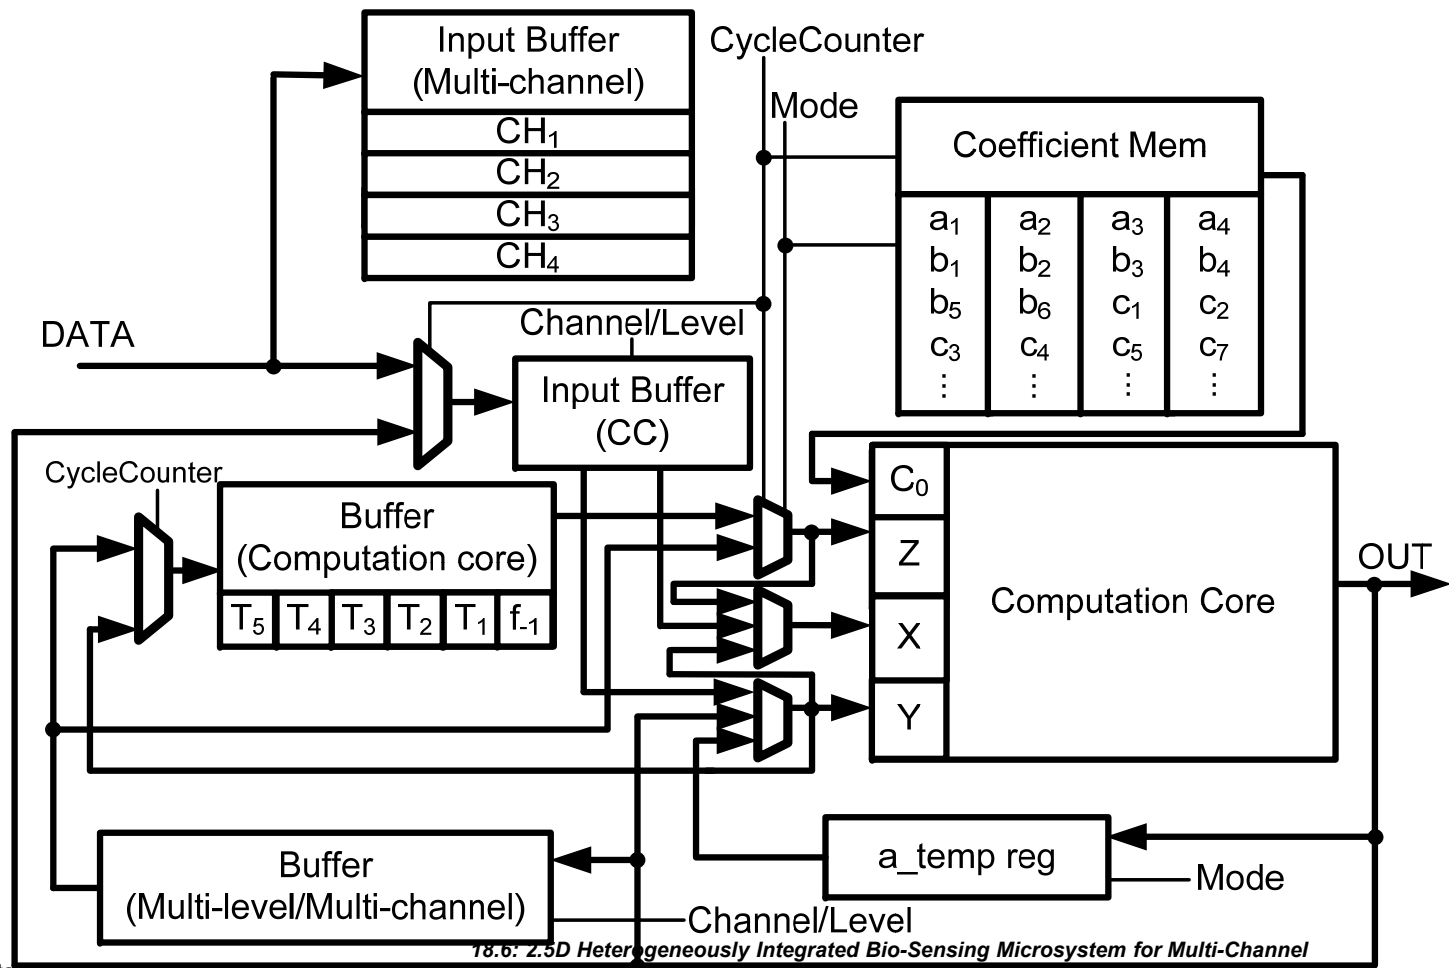 Input Buffer
(Multi-channel)
CH₁
CH₂
CH₃
CH₄
CycleCounter
Mode
Coefficient Mem
a₁ a₂ a₃ a₄
b₁ b₂ b₃ b₄
b₅ b₆ c₁ c₂
c₃ c₄ c₅ c₇
⋮ ⋮ ⋮ ⋮
DATA
Channel/Level
Input Buffer
(CC)
CycleCounter
Buffer
(Computation core)
T₅ T₄ T₃ T₂ T₁ f₋₁
C₀
Z
X
Y
Computation Core
OUT
a_temp reg
Mode
Buffer
(Multi-level/Multi-channel)
Channel/Level
18.6: 2.5D Heterogeneously Integrated Bio-Sensing Microsystem for Multi-Channel